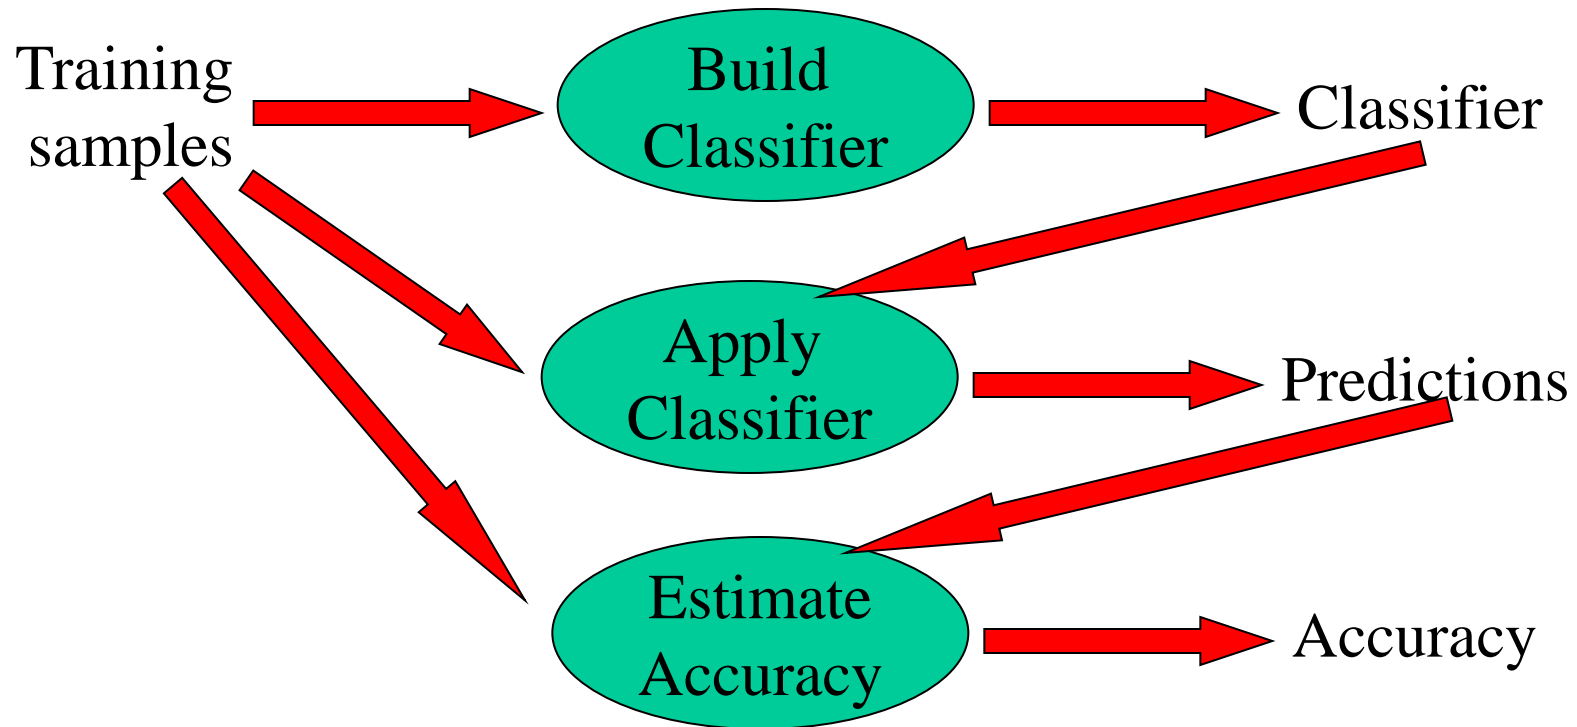 Training
samples
Build
Classifier
Classifier
Apply
Classifier
Predictions
Estimate
Accuracy
Accuracy